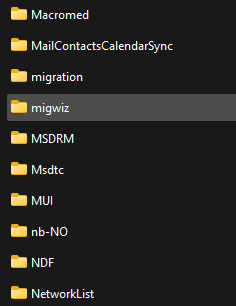 Macromed
MailContactsCalendarSync
migration
migwiz
MSDRM
Msdtc
MUI
nb-NO
NDF
NetworkList